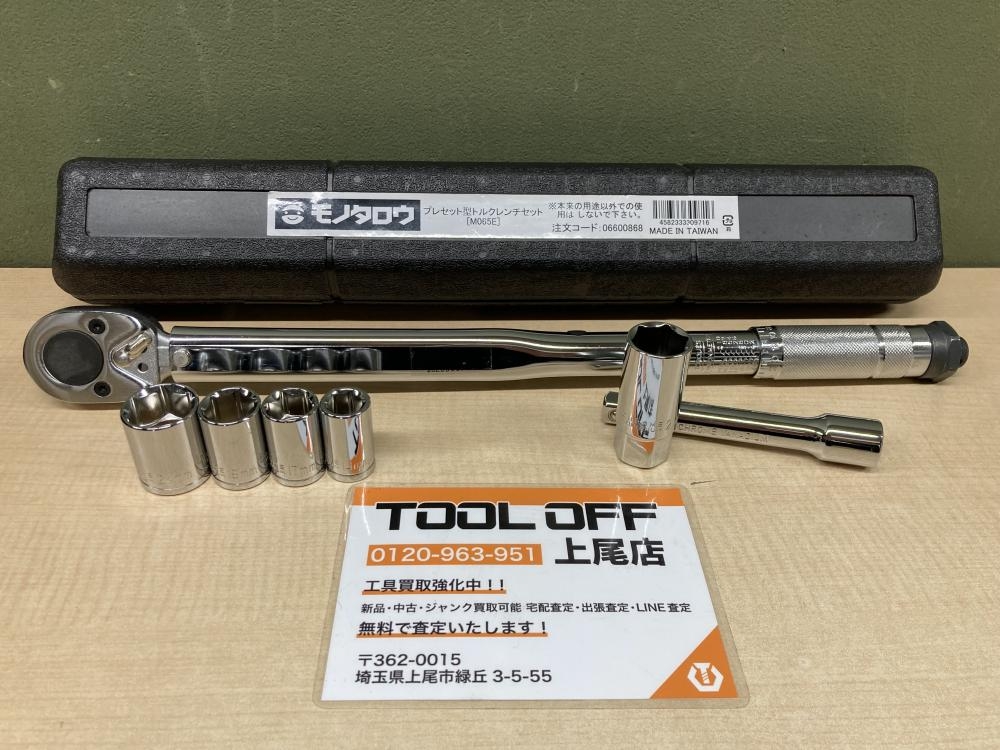 モノタロウ
プレセット型トルクレンチセット
[M065E]
※本来の用途以外での使
用は しないで下さい。
注文コード:06600868
4582333309716
MADE IN TAIWAN
17mm
CHROME VANADIUM
TOOL OFF
0120-963-951 上尾店
工具買取強化中!!
新品・中古・ジャンク買取可能 宅配査定・出張査定・LINE査定
無料で査定いたします!
〒362-0015
埼玉県上尾市緑丘 3-5-55